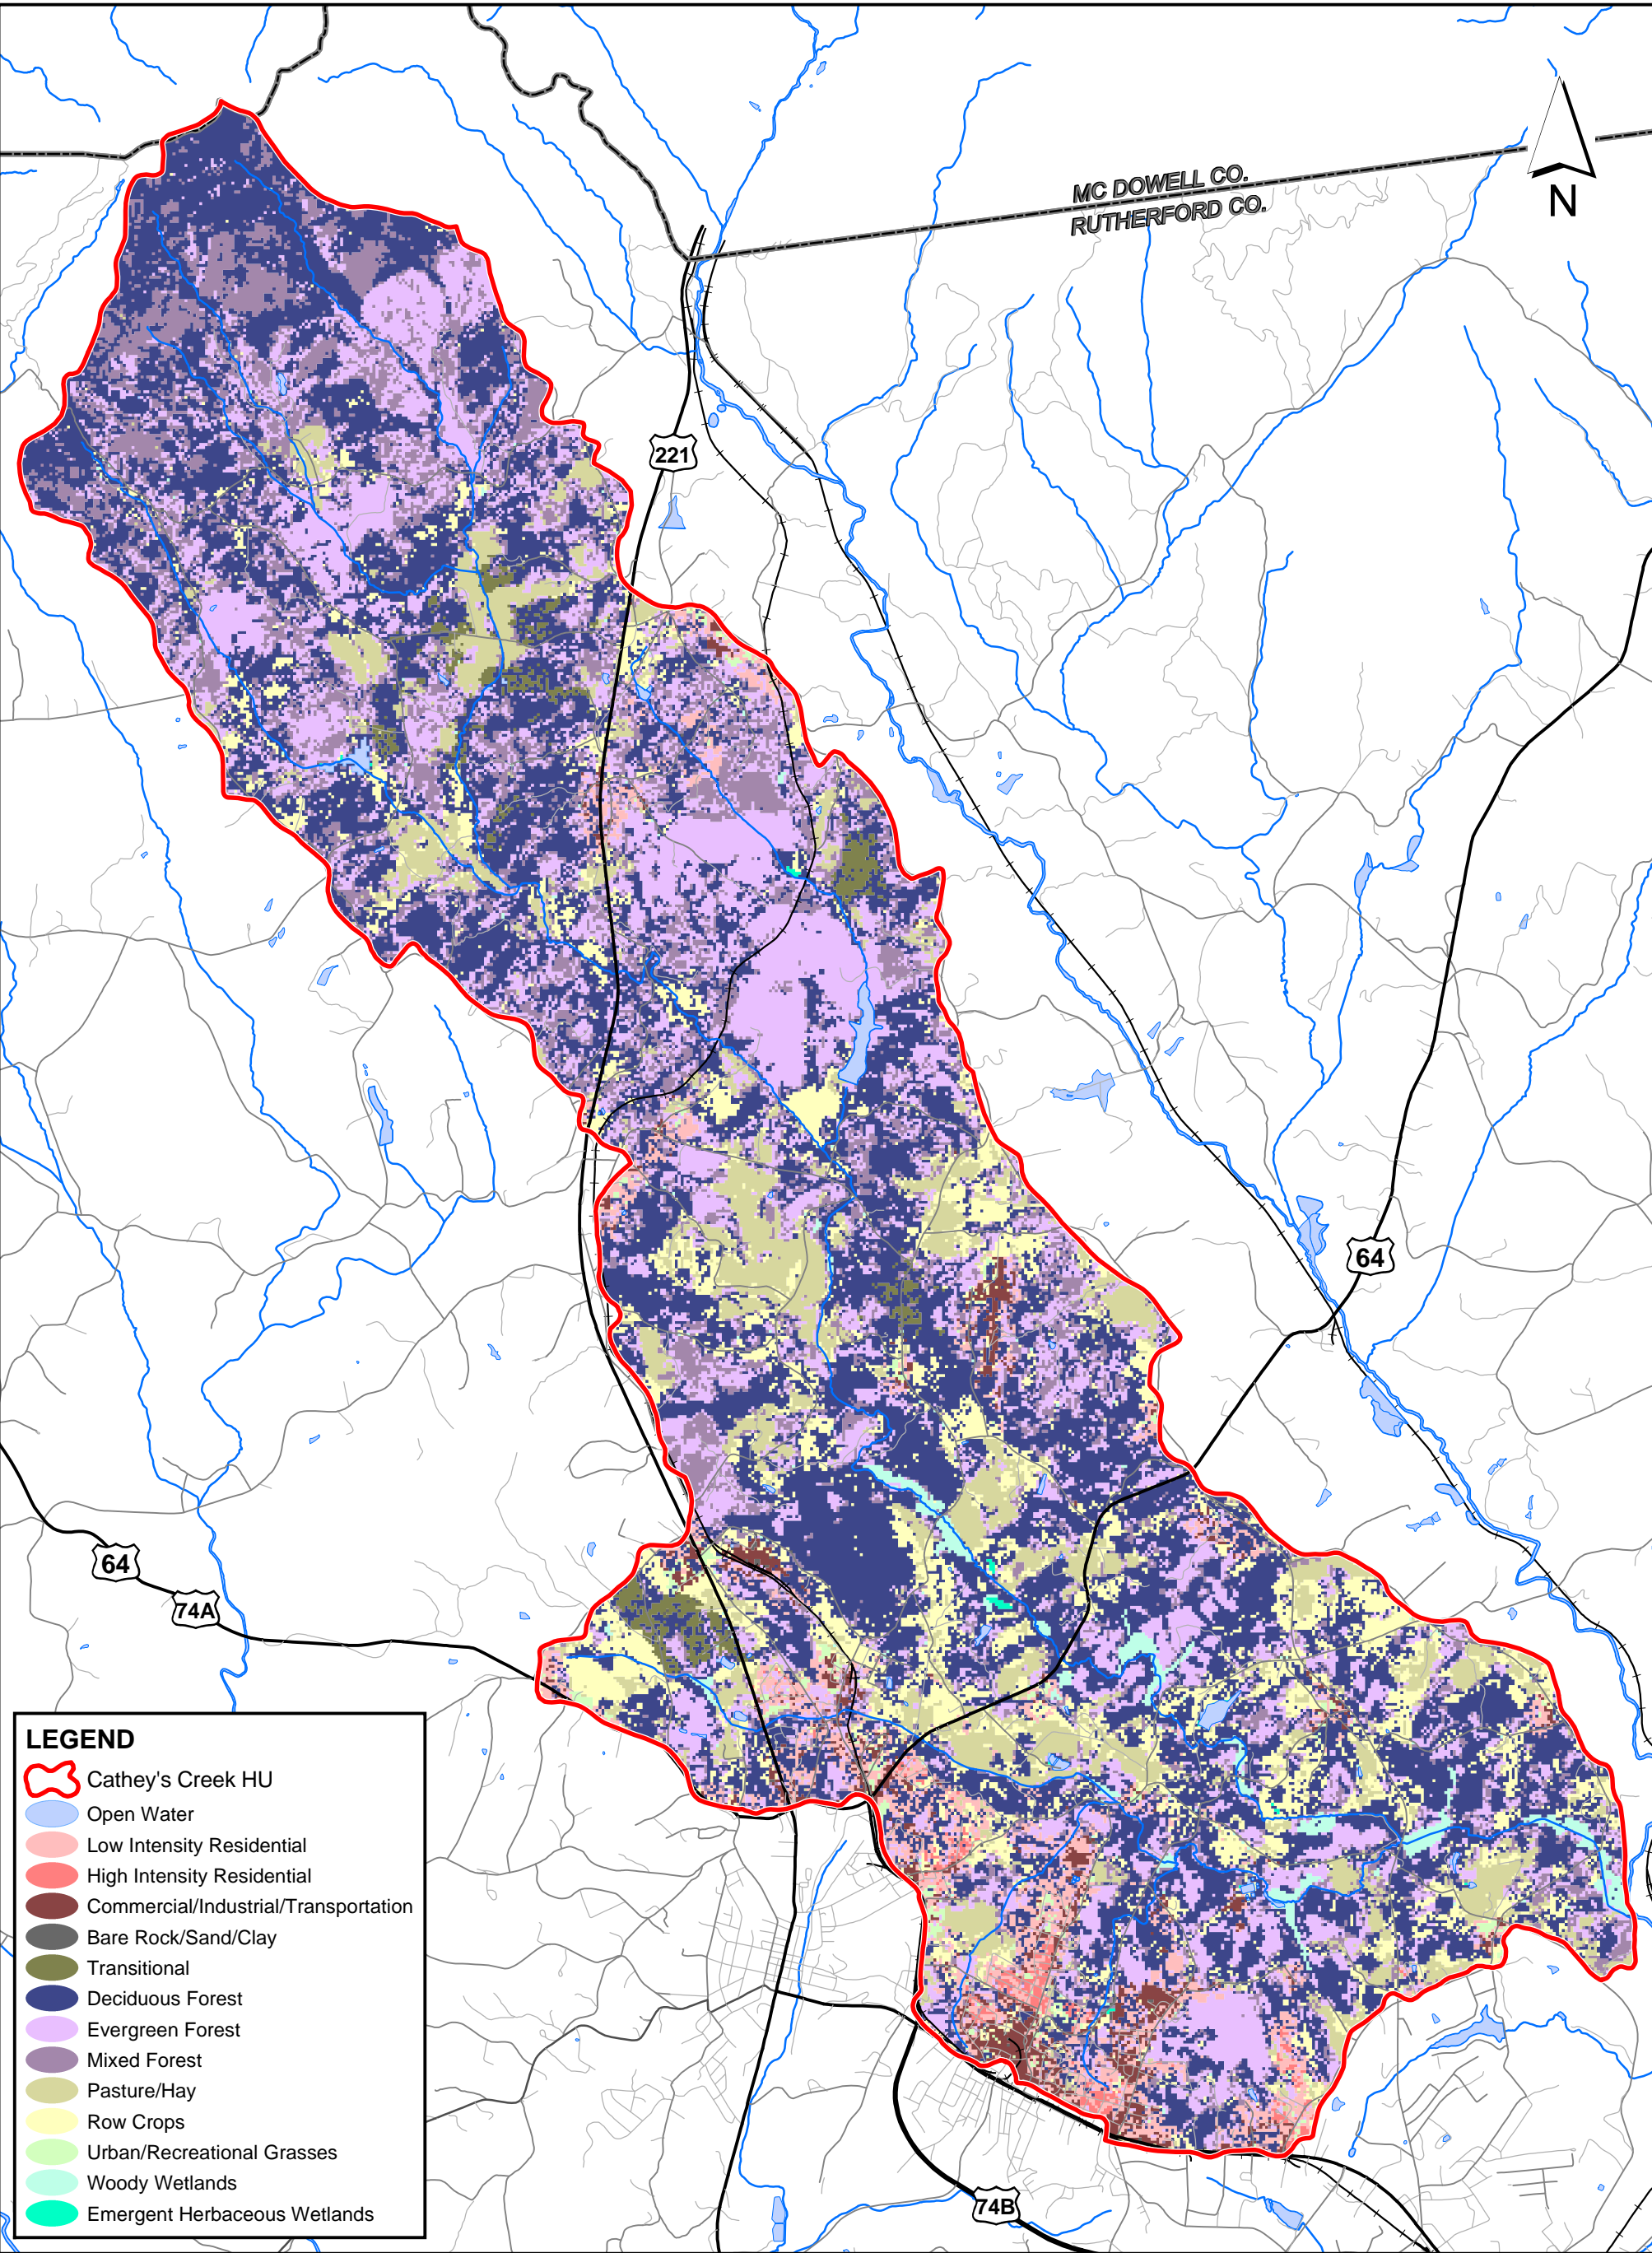 MC DOWELL CO.
RUTHERFORD CO.
N
221
64
64
74A
74B
LEGEND
Cathey's Creek HU
Open Water
Low Intensity Residential
High Intensity Residential
Commercial/Industrial/Transportation
Bare Rock/Sand/Clay
Transitional
Deciduous Forest
Evergreen Forest
Mixed Forest
Pasture/Hay
Row Crops
Urban/Recreational Grasses
Woody Wetlands
Emergent Herbaceous Wetlands